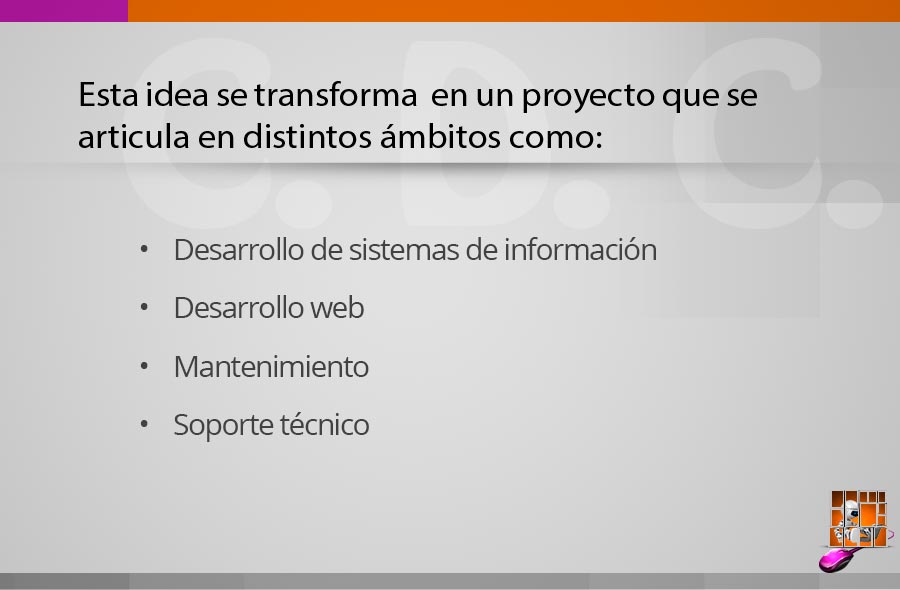 C. D. C.
Esta idea se transforma en un proyecto que se
articula en distintos ámbitos como:
• Desarrollo de sistemas de información
• Desarrollo web
• Mantenimiento
• Soporte técnico